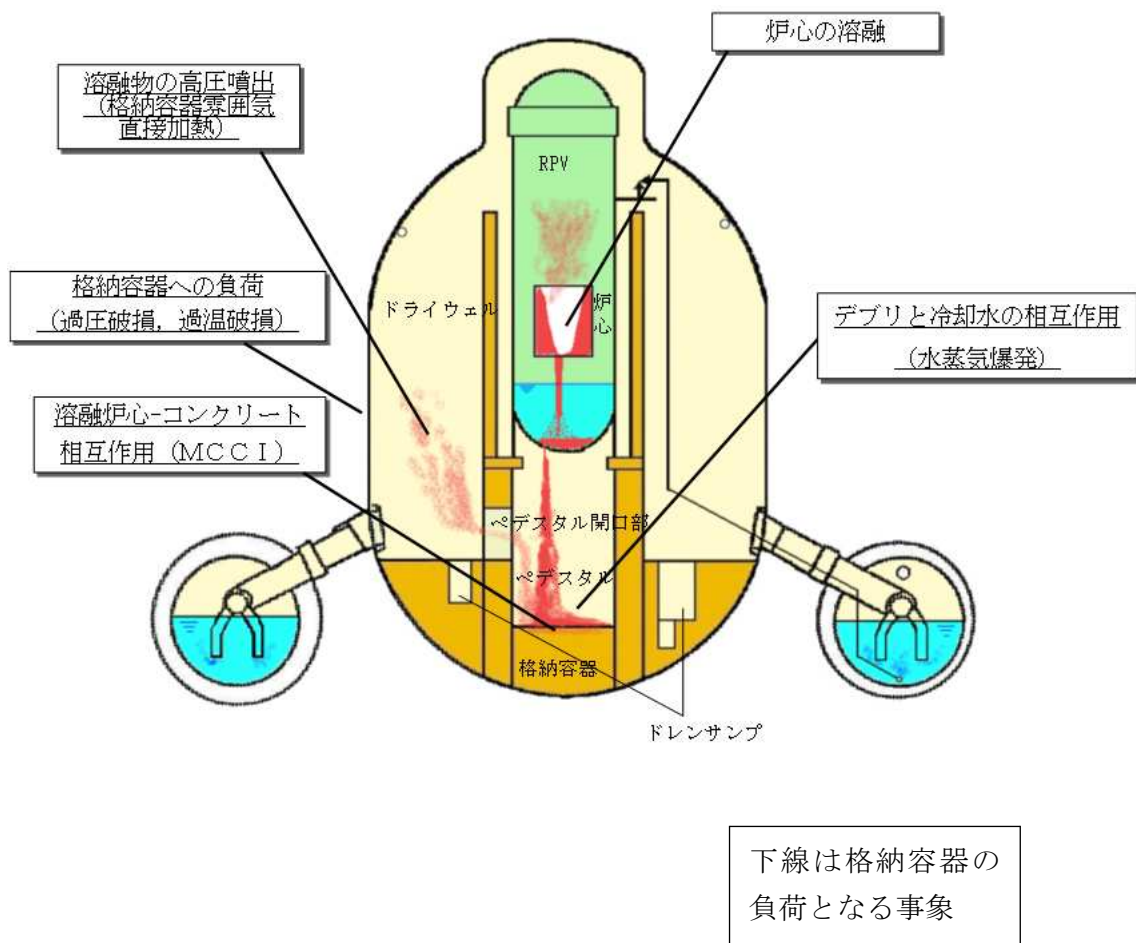 炉心の溶融
溶融物の高圧噴出
(格納容器雰囲気
直接加熱)
RPV
格納容器への負荷
(過圧破損，過温破損)
ドライウェル
炉心
デブリと冷却水の相互作用
(水蒸気爆発)
溶融炉心-コンクリート
相互作用（ＭＣＣＩ）
ペデスタル開口部
ペデスタル
格納容器
ドレンサンプ
下線は格納容器の
負荷となる事象